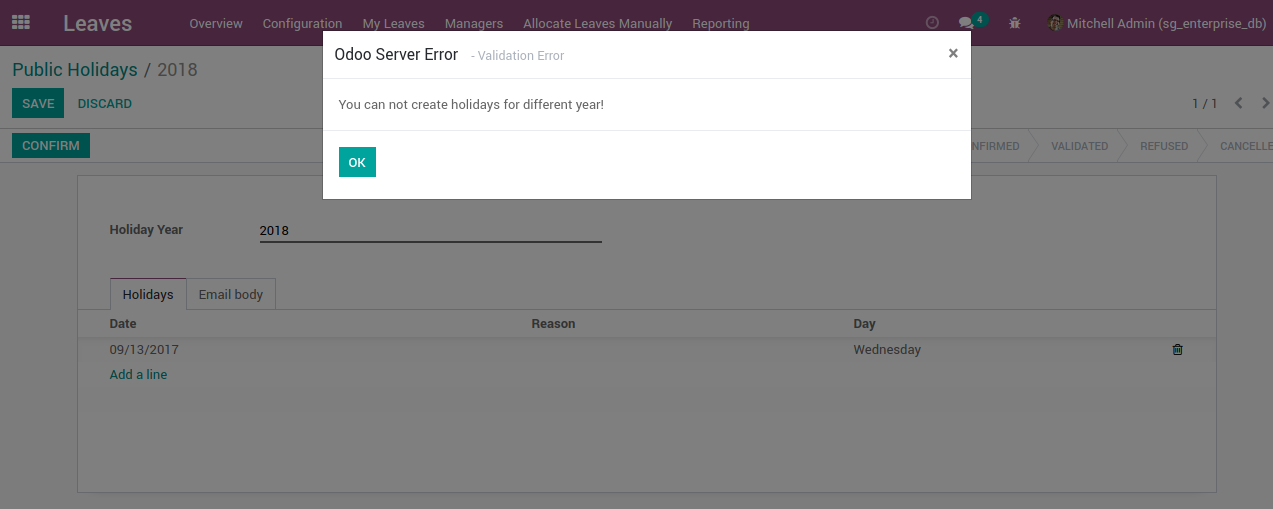 Leaves Overview Configuration My Leaves Managers Allocate Leaves Manually Reporting 4 Mitchell Admin (sg_enterprise_db)
Odoo Server Error - Validation Error ×
Public Holidays / 2018
You can not create holidays for different year!
SAVE DISCARD 1 / 1
CONFIRM NFIRMED VALIDATED REFUSED CANCELLE
OK
Holiday Year 2018
Holidays Email body
Date Reason Day
09/13/2017 Wednesday
Add a line